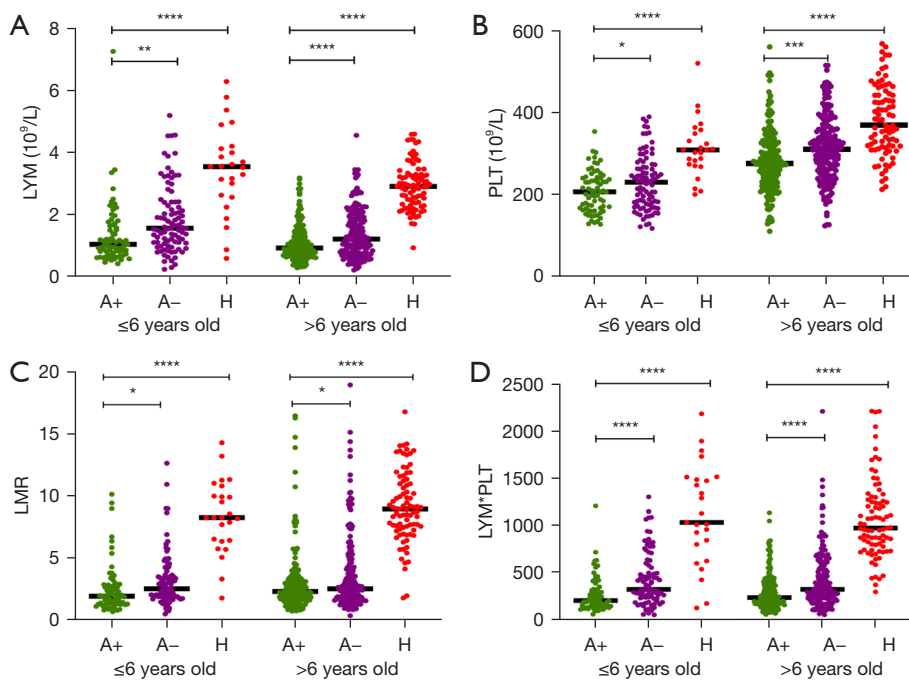 A
LYM (10⁹/L)
8
6
4
2
0
****
**
****
****
A+ A− H A+ A− H
≤6 years old >6 years old
B
PLT (10⁹/L)
600
400
200
0
****
*
****
***
A+ A− H A+ A− H
≤6 years old >6 years old
C
LMR
20
15
10
5
0
****
*
****
*
A+ A− H A+ A− H
≤6 years old >6 years old
D
LYM*PLT
2500
2000
1500
1000
500
0
****
****
****
****
A+ A− H A+ A− H
≤6 years old >6 years old